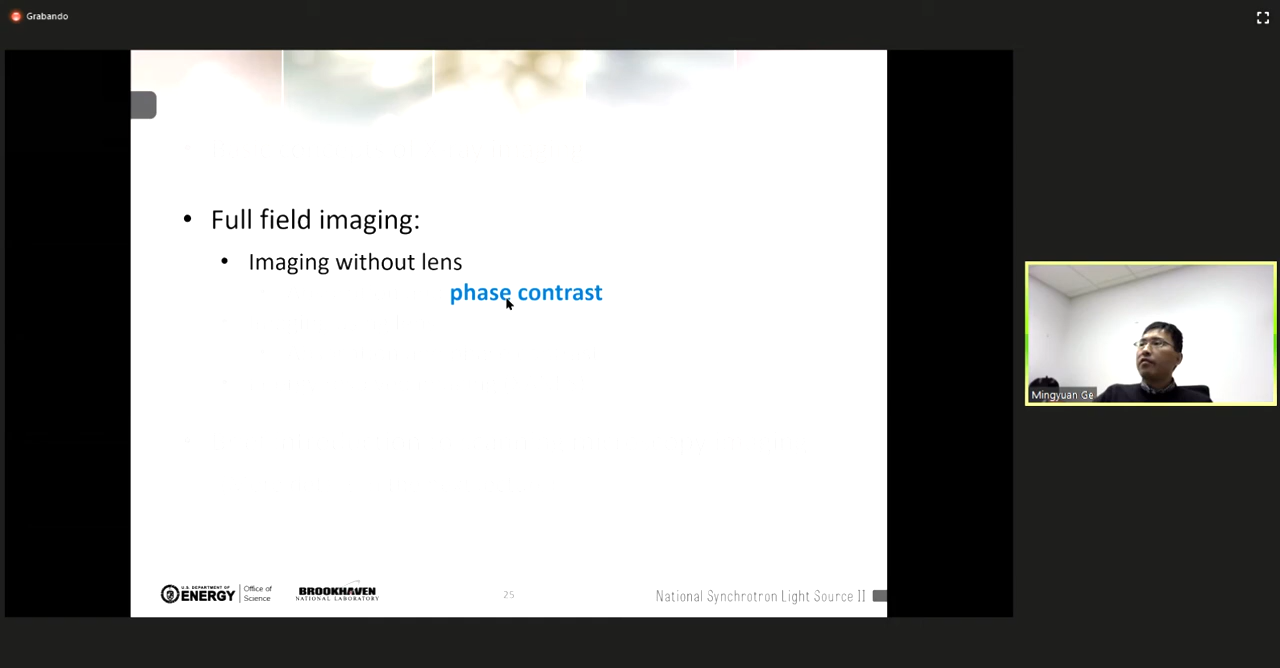 Grabando
• Full field imaging:
• Imaging without lens
phase contrast
Mingyuan Ge
U.S. DEPARTMENT OF
ENERGY
Office of
Science
BROOKHAVEN
NATIONAL LABORATORY
25
National Synchrotron Light Source II